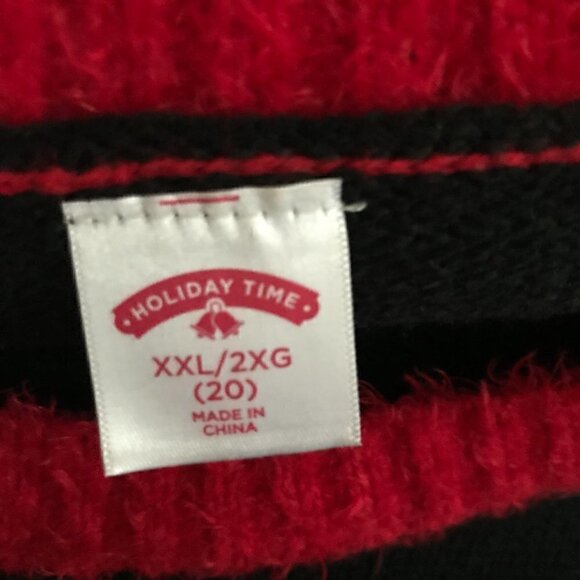 HOLIDAY TIME
XXL/2XG
(20)
MADE IN
CHINA